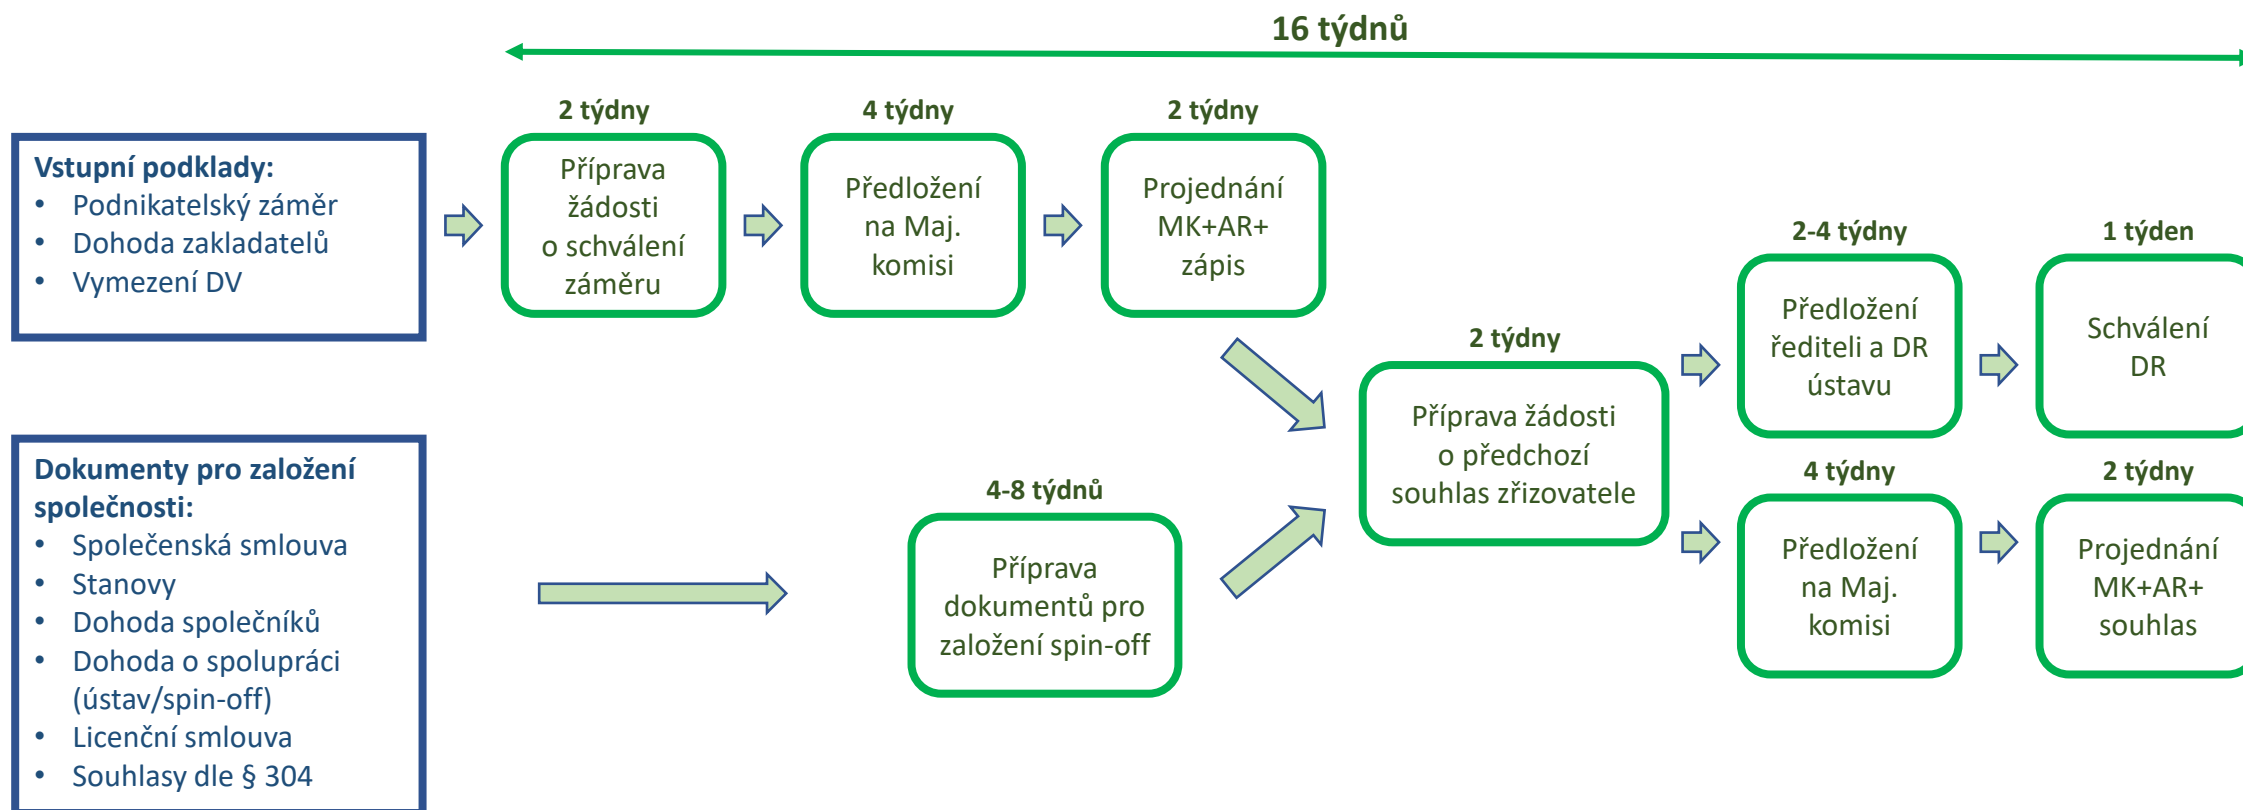 16 týdnů
Vstupní podklady:
• Podnikatelský záměr
• Dohoda zakladatelů
• Vymezení DV
2 týdny
Příprava
žádosti
o schválení
záměru
4 týdny
Předložení
na Maj.
komisi
2 týdny
Projednání
MK+AR+
zápis
Dokumenty pro založení
společnosti:
• Společenská smlouva
• Stanovy
• Dohoda společníků
• Dohoda o spolupráci
(ústav/spin-off)
• Licenční smlouva
• Souhlasy dle § 304
4-8 týdnů
Příprava
dokumentů pro
založení spin-off
2 týdny
Příprava žádosti
o předchozí
souhlas zřizovatele
2-4 týdny
Předložení
řediteli a DR
ústavu
1 týden
Schválení
DR
4 týdny
Předložení
na Maj.
komisi
2 týdny
Projednání
MK+AR+
souhlas